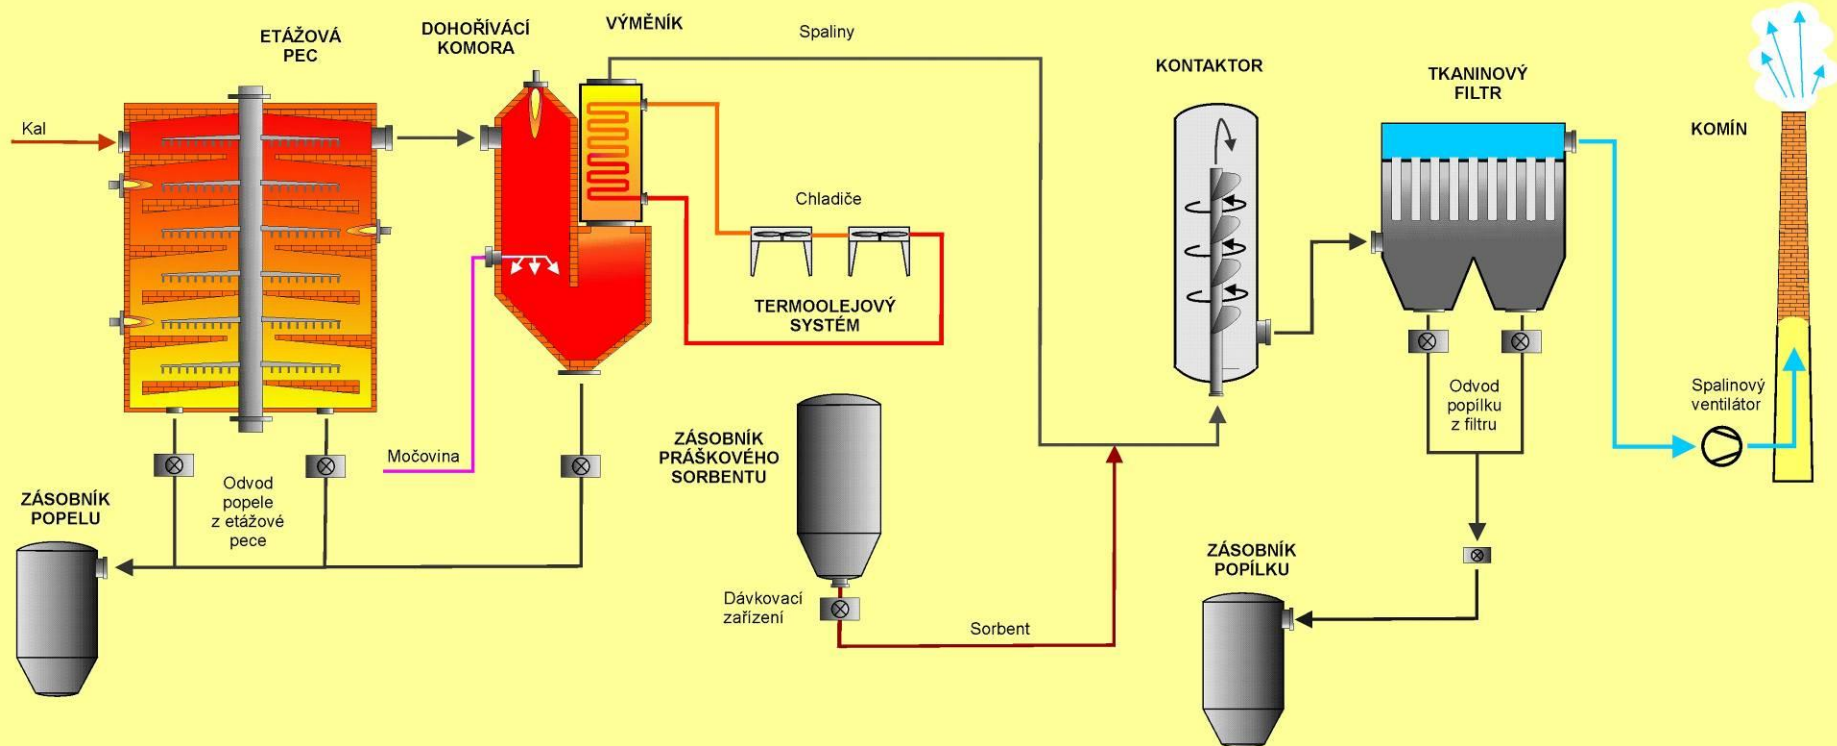 ETÁŽOVÁ
PEC
DOHOŘÍVÁCÍ
KOMORA
VÝMĚNÍK
Spaliny
KONTAKTOR
TKANINOVÝ
FILTR
KOMÍN
Kal
Chladiče
TERMOOLEJOVÝ
SYSTÉM
Močovina
ZÁSOBNÍK
PRÁŠKOVÉHO
SORBENTU
Odvod
popílku
z filtru
Spalinový
ventilátor
ZÁSOBNÍK
POPELU
Odvod
popele
z etážové
pece
Dávkovací
zařízení
Sorbent
ZÁSOBNÍK
POPÍLKU